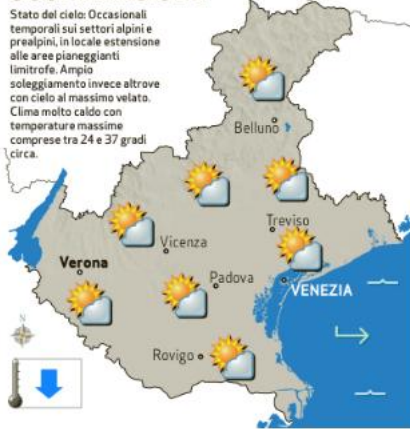 Stato del cielo: Occasionali
temporali sui settori alpini e
prealpini, in locale estensione
alle aree pianeggianti
limitrofe. Ampio
soleggiamento invece altrove
con cielo al massimo velato.
Clima molto caldo con
temperature massime
comprese tra 24 e 37 gradi
circa.
Belluno
Treviso
Vicenza
Verona
Padova
VENEZIA
N
Rovigo